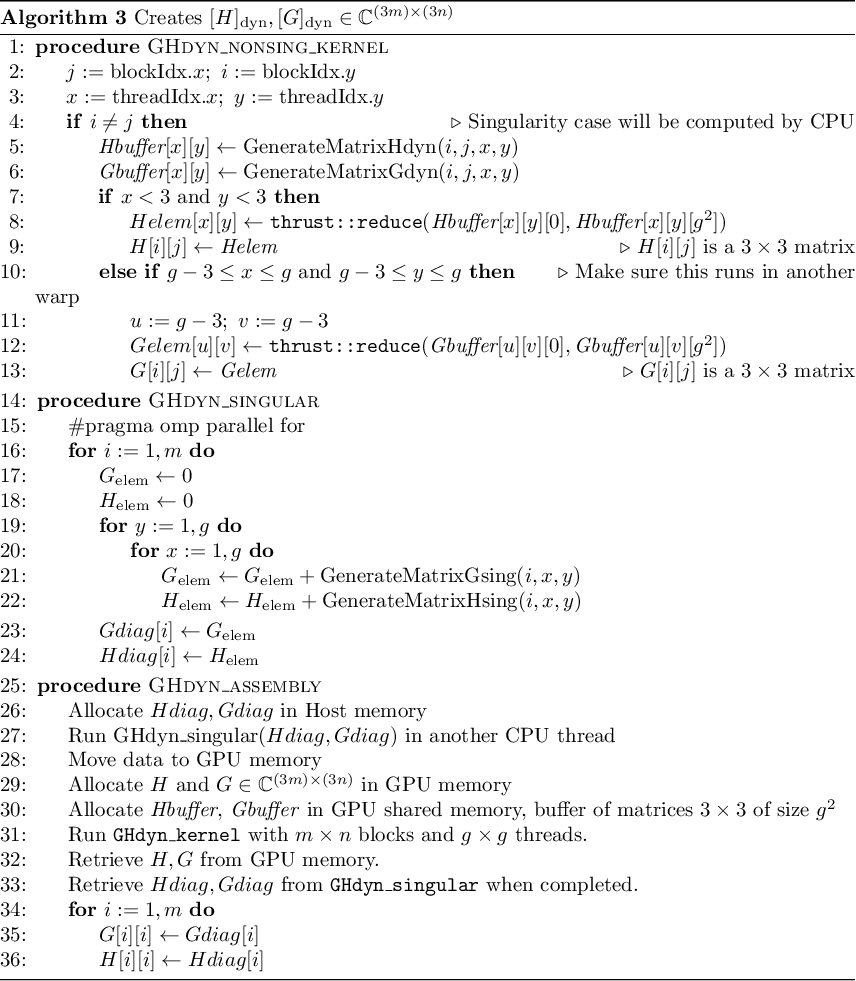 Algorithm 3 Creates [H]dyn, [G]dyn ∈ ℂ^(3m)×(3n)
1: procedure GHdyn_nonsing_kernel
2: j := blockIdx.x; i := blockIdx.y
3: x := threadIdx.x; y := threadIdx.y
4: if i ≠ j then ▷ Singularity case will be computed by CPU
5: Hbuffer[x][y] ← GenerateMatrixHdyn(i, j, x, y)
6: Gbuffer[x][y] ← GenerateMatrixGdyn(i, j, x, y)
7: if x < 3 and y < 3 then
8: Helem[x][y] ← thrust::reduce(Hbuffer[x][y][0], Hbuffer[x][y][g²])
9: H[i][j] ← Helem ▷ H[i][j] is a 3 × 3 matrix
10: else if g − 3 ≤ x ≤ g and g − 3 ≤ y ≤ g then ▷ Make sure this runs in another
warp
11: u := g − 3; v := g − 3
12: Gelem[u][v] ← thrust::reduce(Gbuffer[u][v][0], Gbuffer[u][v][g²])
13: G[i][j] ← Gelem ▷ G[i][j] is a 3 × 3 matrix
14: procedure GHdyn_singular
15: #pragma omp parallel for
16: for i := 1, m do
17: Gelem ← 0
18: Helem ← 0
19: for y := 1, g do
20: for x := 1, g do
21: Gelem ← Gelem + GenerateMatrixGsing(i, x, y)
22: Helem ← Helem + GenerateMatrixHsing(i, x, y)
23: Gdiag[i] ← Gelem
24: Hdiag[i] ← Helem
25: procedure GHdyn_assembly
26: Allocate Hdiag, Gdiag in Host memory
27: Run GHdyn_singular(Hdiag, Gdiag) in another CPU thread
28: Move data to GPU memory
29: Allocate H and G ∈ ℂ^(3m)×(3n) in GPU memory
30: Allocate Hbuffer, Gbuffer in GPU shared memory, buffer of matrices 3 × 3 of size g²
31: Run GHdyn_kernel with m × n blocks and g × g threads.
32: Retrieve H, G from GPU memory.
33: Retrieve Hdiag, Gdiag from GHdyn_singular when completed.
34: for i := 1, m do
35: G[i][i] ← Gdiag[i]
36: H[i][i] ← Hdiag[i]